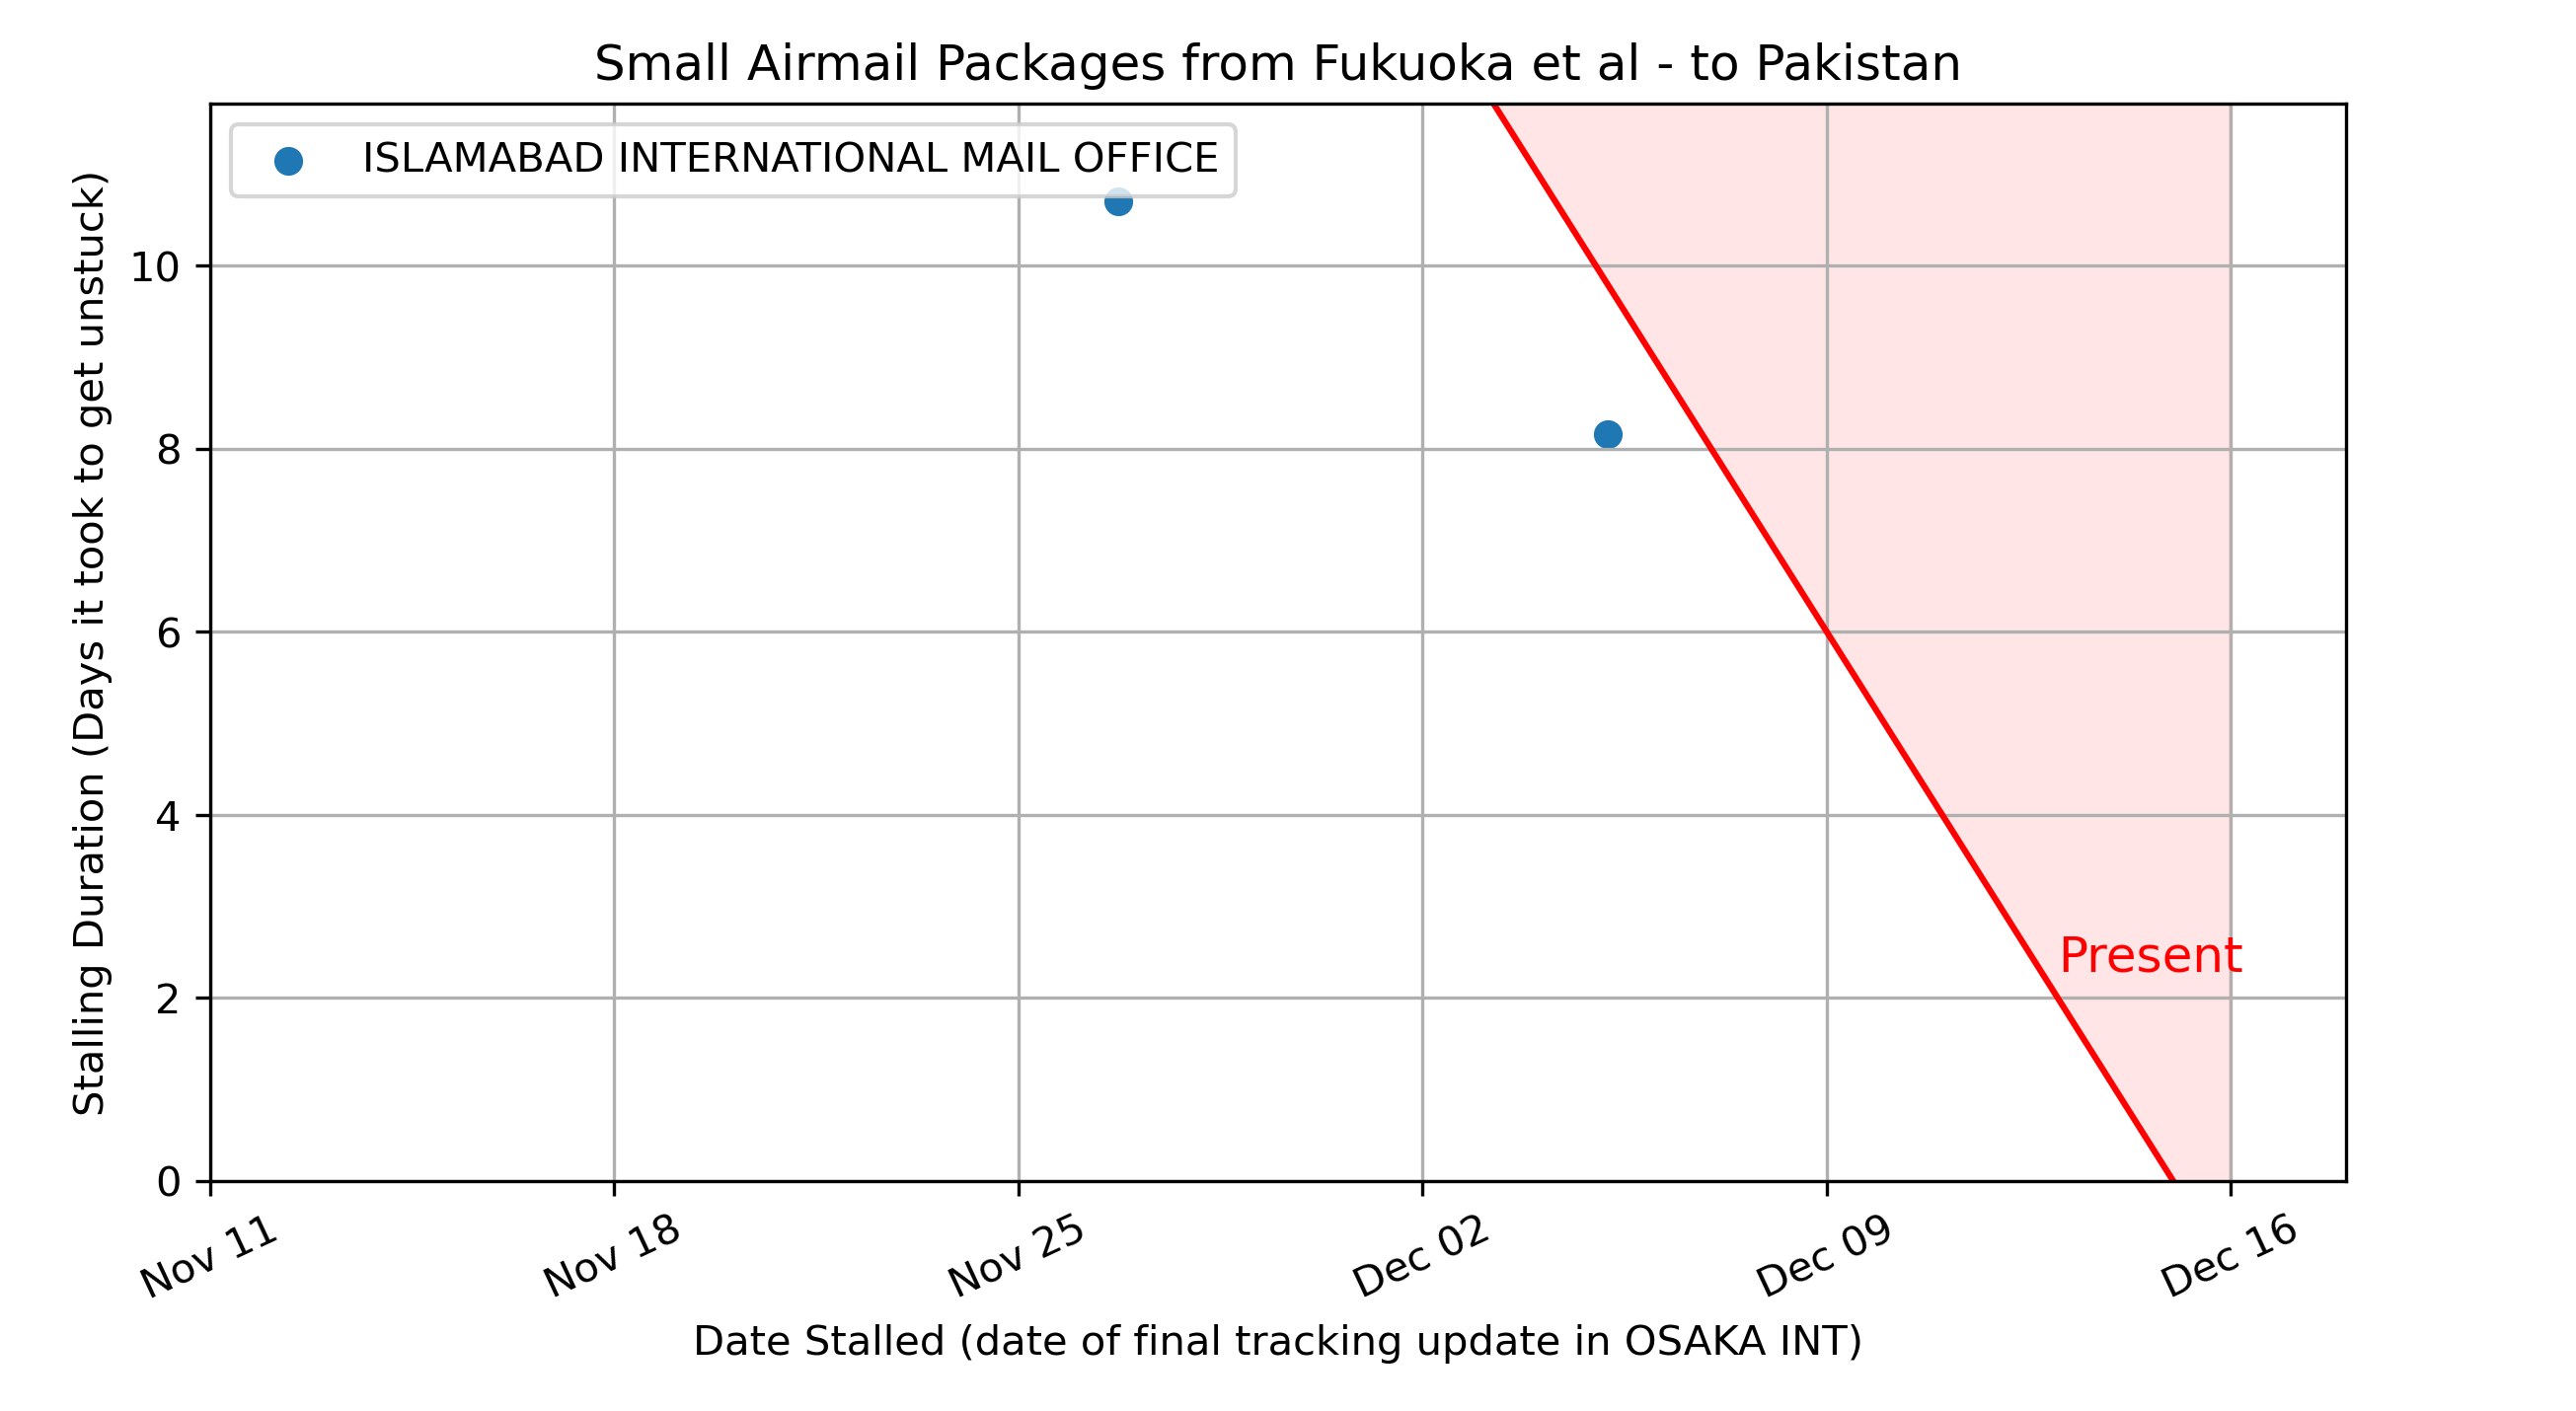 Small Airmail Packages from Fukuoka et al - to Pakistan
ISLAMABAD INTERNATIONAL MAIL OFFICE
Stalling Duration (Days it took to get unstuck)
10
8
6
4
2
0
Present
Nov 11
Nov 18
Nov 25
Dec 02
Dec 09
Dec 16
Date Stalled (date of final tracking update in OSAKA INT)